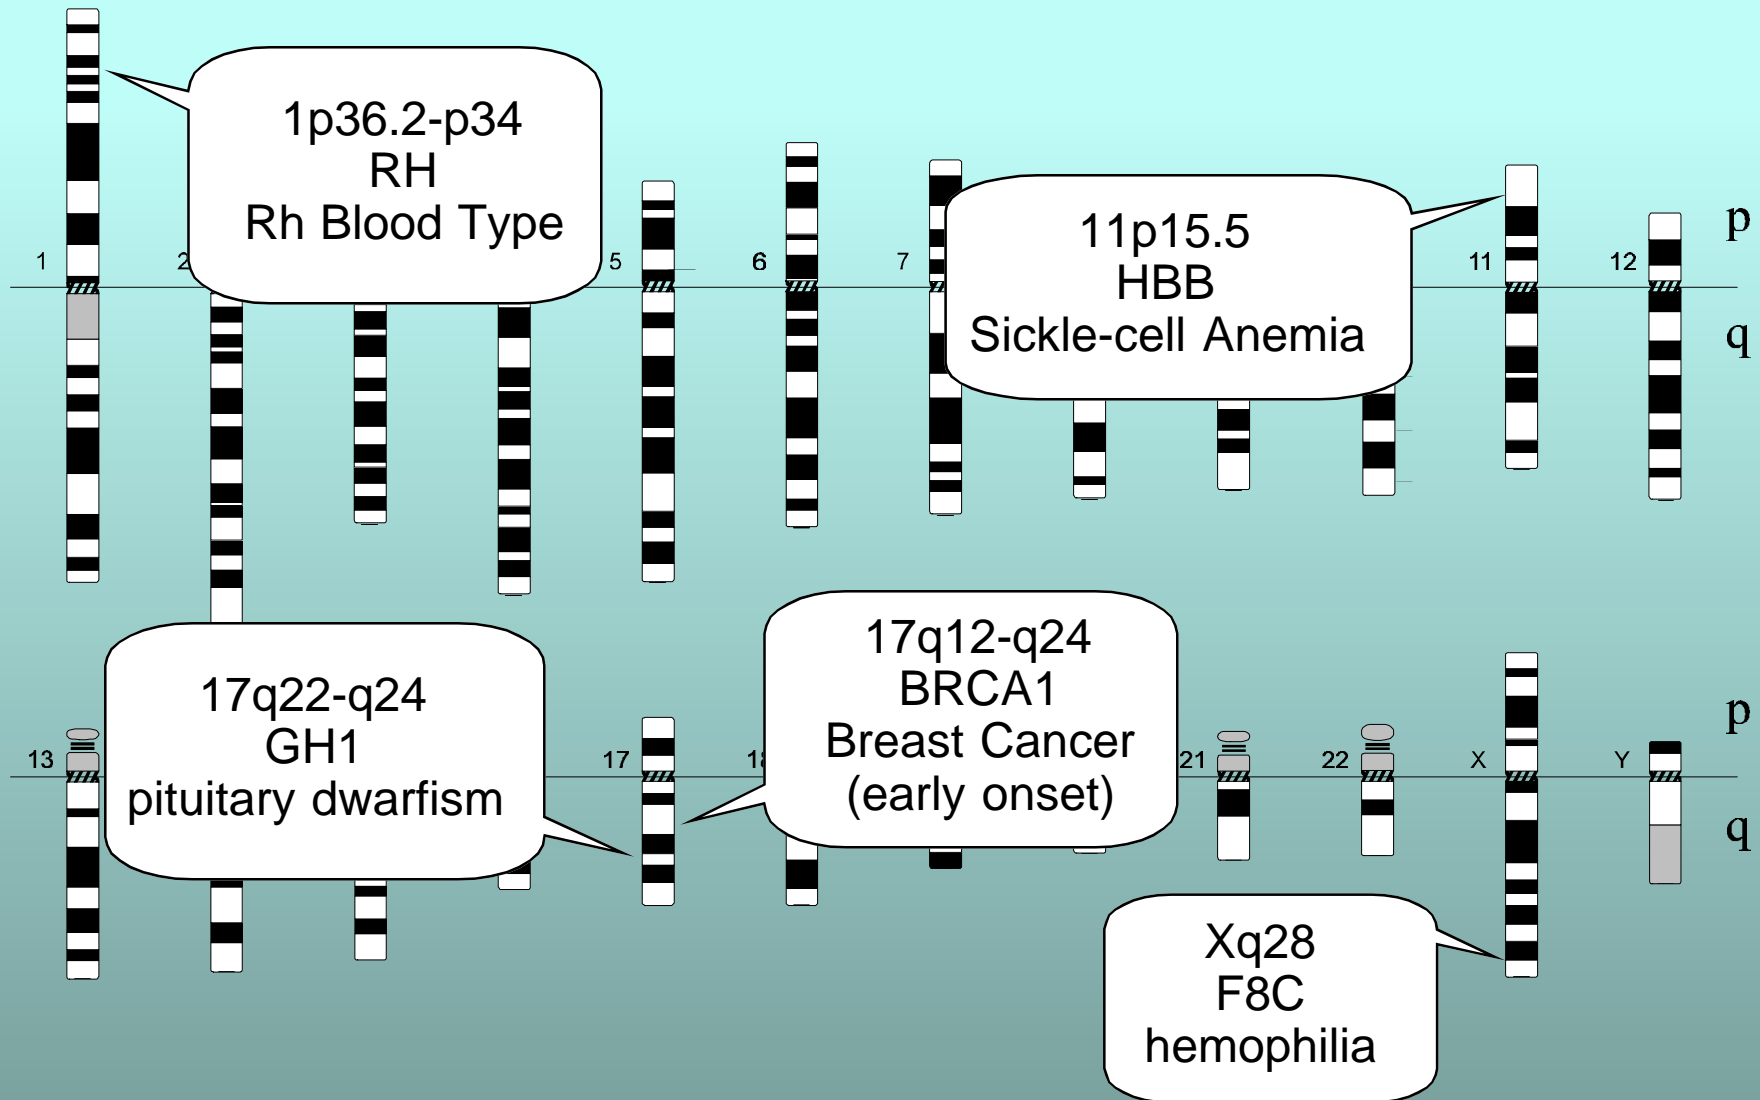 1p36.2-p34
RH
Rh Blood Type
11p15.5
HBB
Sickle-cell Anemia
p
1
2
5
6
7
11
12
q
17q22-q24
GH1
pituitary dwarfism
17q12-q24
BRCA1
Breast Cancer
(early onset)
p
13
17
18
21
22
X
Y
q
Xq28
F8C
hemophilia